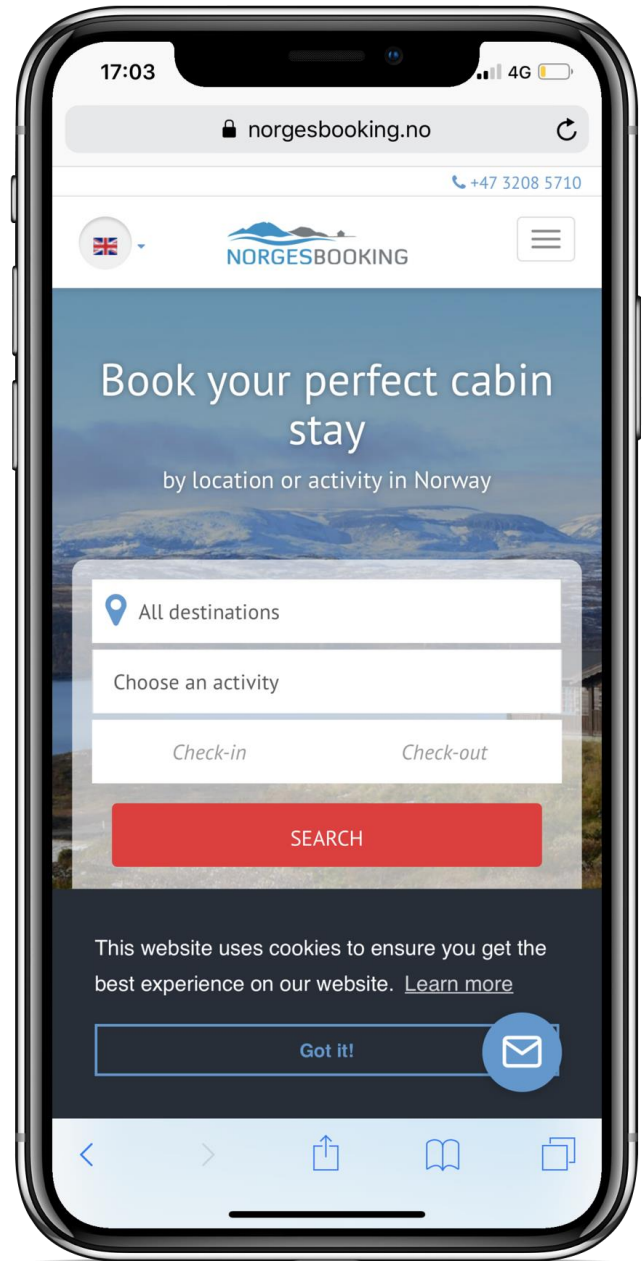 17:03
4G
norgesbooking.no
+47 3208 5710
NORGESBOOKING
Book your perfect cabin
stay
by location or activity in Norway
All destinations
Choose an activity
Check-in Check-out
SEARCH
This website uses cookies to ensure you get the
best experience on our website. Learn more
Got it!